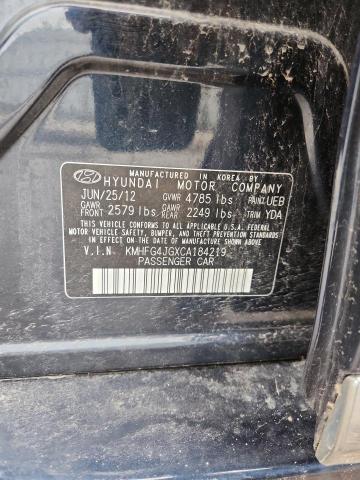 MANUFACTURED IN KOREA BY
HYUNDAI MOTOR COMPANY
JUN/25/12 GVWR 4785 lbs PAINT UEB
GAWR FRONT 2579 lbs GAWR REAR 2249 lbs TRIM YDA
THIS VEHICLE CONFORMS TO ALL APPLICABLE U.S.A. FEDERAL
MOTOR VEHICLE SAFETY, BUMPER, AND THEFT PREVENTION STANDARDS
IN EFFECT ON THE DATE OF MANUFACTURE SHOWN ABOVE.
V.I.N. KMHFG4JGXCA184219
PASSENGER CAR